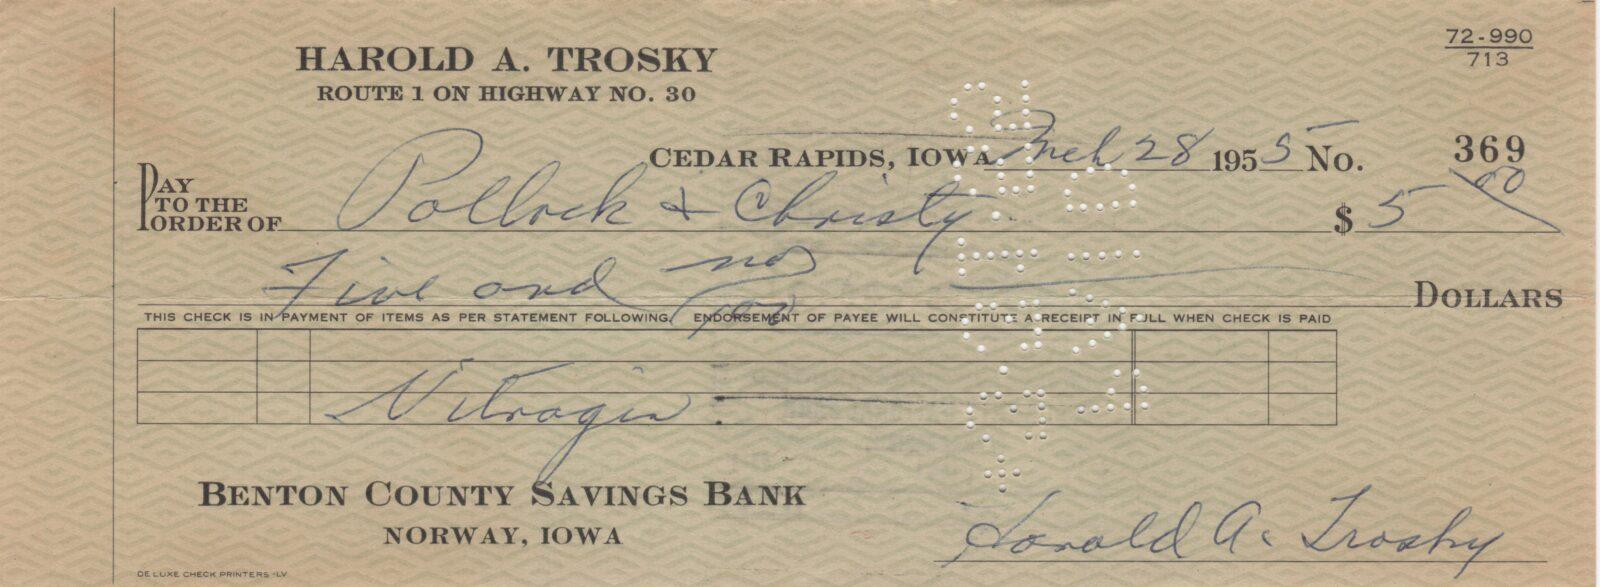 72-990
713
HAROLD A. TROSKY
ROUTE 1 ON HIGHWAY NO. 30
CEDAR RAPIDS, IOWA Mch 28 1955 No. 369
PAY TO THE ORDER OF Pollock & Christy $ 5 00
Five and no/100 DOLLARS
THIS CHECK IS IN PAYMENT OF ITEMS AS PER STATEMENT FOLLOWING. ENDORSEMENT OF PAYEE WILL CONSTITUTE A RECEIPT IN FULL WHEN CHECK IS PAID
Nitragin
BENTON COUNTY SAVINGS BANK
NORWAY, IOWA
Harold A. Trosky
DE LUXE CHECK PRINTERS-LV